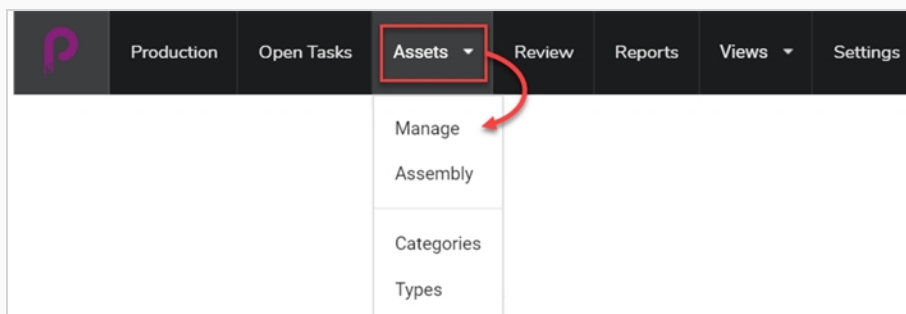 Production Open Tasks Assets Review Reports Views Settings
Manage
Assembly
Categories
Types